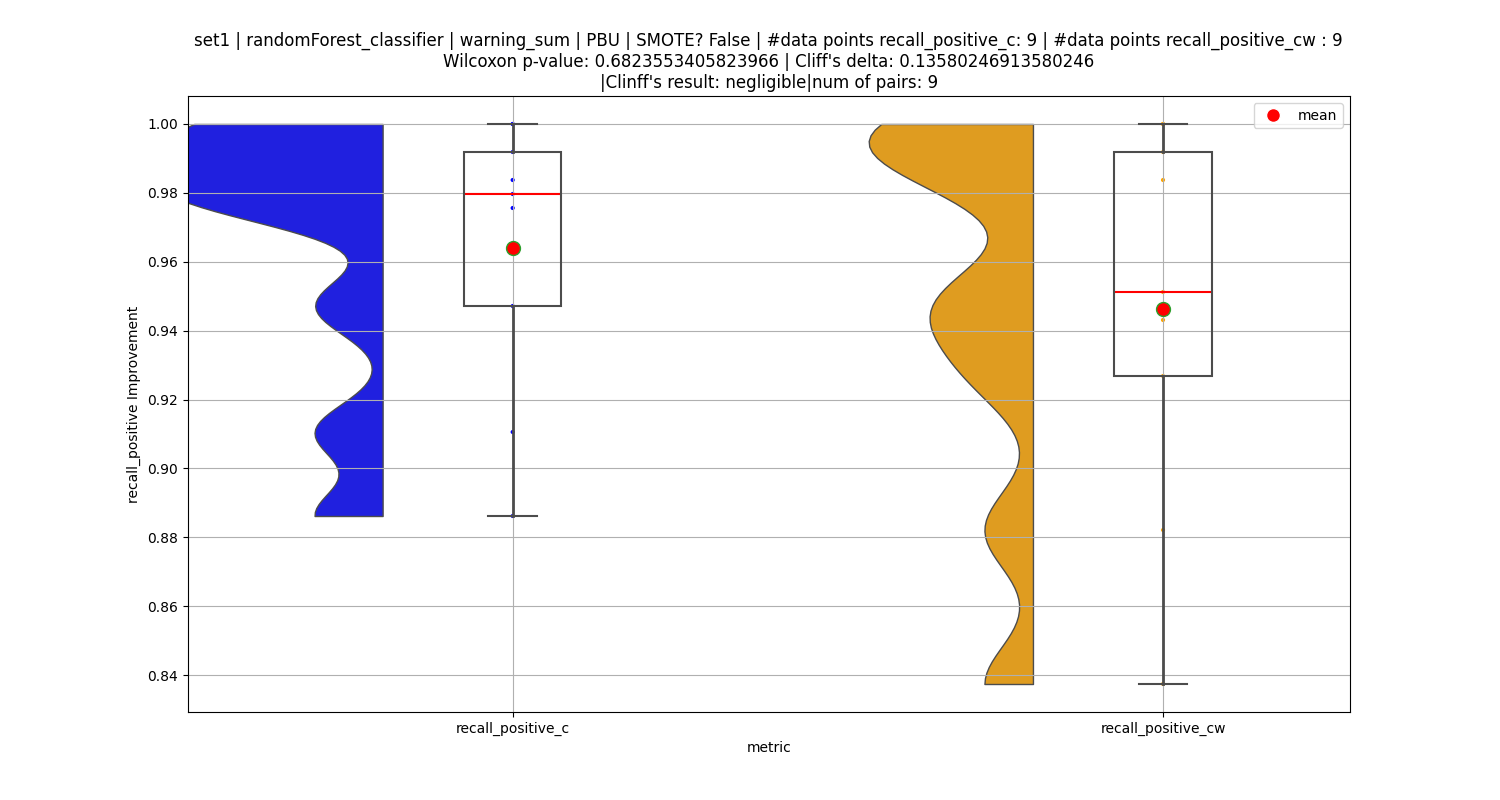 set1 | randomForest_classifier | warning_sum | PBU | SMOTE? False | #data points recall_positive_c: 9 | #data points recall_positive_cw : 9
Wilcoxon p-value: 0.6823553405823966 | Cliff's delta: 0.13580246913580246
|Clinff's result: negligible|num of pairs: 9
mean
1.00
0.98
0.96
0.94
0.92
0.90
0.88
0.86
0.84
recall_positive Improvement
recall_positive_c
recall_positive_cw
metric